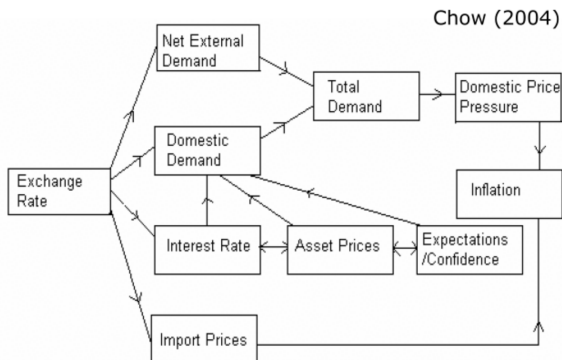 Chow (2004)
Net External
Demand
Total
Demand
Domestic Price
Pressure
Domestic
Demand
Exchange
Rate
Inflation
Interest Rate
Asset Prices
Expectations
/Confidence
Import Prices